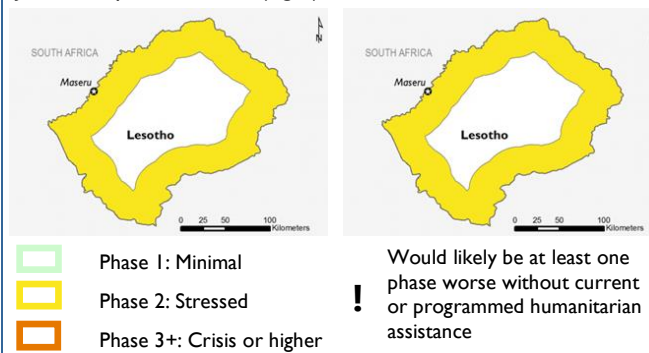 N
SOUTH AFRICA
Maseru
Lesotho
0 25 50 100
Kilometers
SOUTH AFRICA
Maseru
Lesotho
0 25 50 100
Kilometers
Phase 1: Minimal
Phase 2: Stressed
Phase 3+: Crisis or higher
! Would likely be at least one
phase worse without current
or programmed humanitarian
assistance